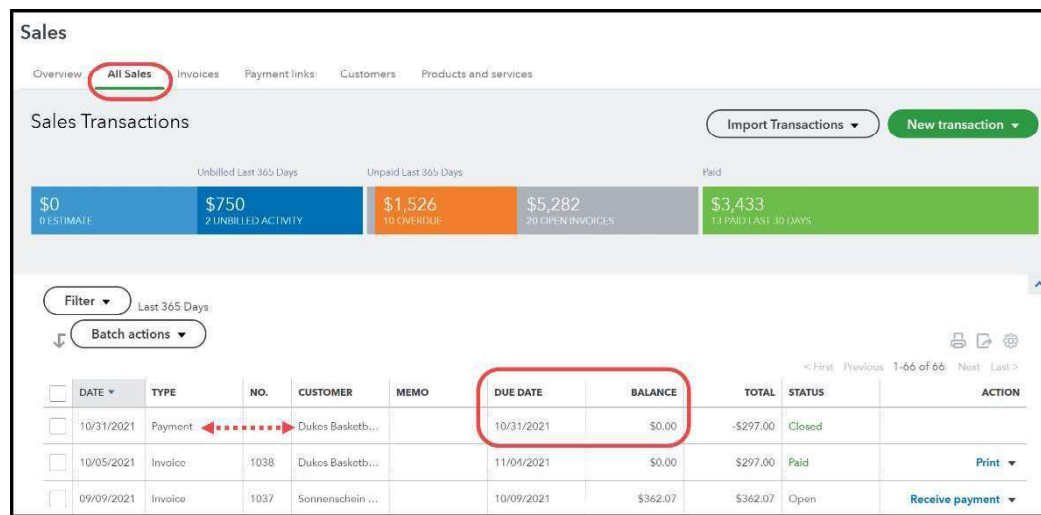 Sales
Overview All Sales Invoices Payment links Customers Products and services
Sales Transactions Import Transactions New transaction
Unbilled Last 365 Days Unpaid Last 365 Days Paid
$0 $750 $1,526 $5,282 $3,433
0 ESTIMATE 2 UNBILLED ACTIVITY 10 OVERDUE 20 OPEN INVOICES 13 PAID LAST 30 DAYS
Filter Last 365 Days
Batch actions
< First Previous 1-66 of 66 Next Last >
DATE TYPE NO. CUSTOMER MEMO DUE DATE BALANCE TOTAL STATUS ACTION
10/31/2021 Payment Dukes Basketb... 10/31/2021 $0.00 -$297.00 Closed
10/05/2021 Invoice 1038 Dukes Basketb... 11/04/2021 $0.00 $297.00 Paid Print
09/09/2021 Invoice 1037 Sonnenschein ... 10/09/2021 $362.07 $362.07 Open Receive payment